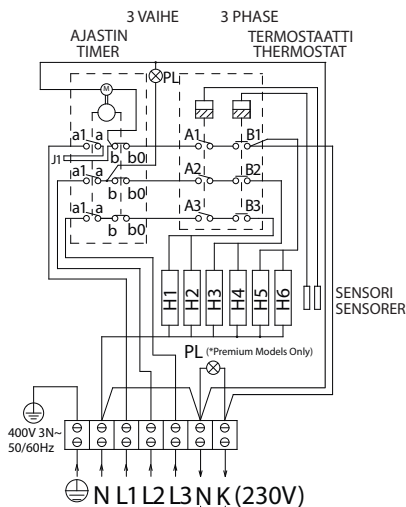 3 VAIHE 3 PHASE
AJASTIN TERMOSTAATTI
TIMER THERMOSTAT
M PL
a1 a A1 B1
J1 b b0
a1 a A2 B2
b b0
a1 a A3 B3
b b0
H1 H2 H3 H4 H5 H6
SENSORI
SENSORER
PL (*Premium Models Only)
400V 3N~
50/60Hz
N L1 L2 L3 N K (230V)